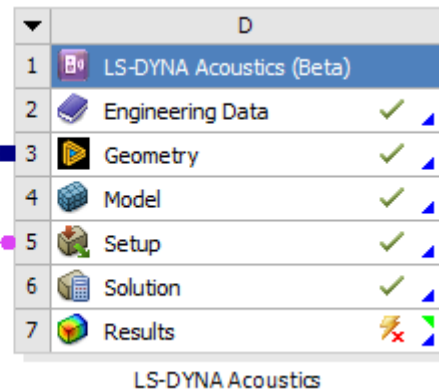 D
1 LS-DYNA Acoustics (Beta)
2 Engineering Data
3 Geometry
4 Model
5 Setup
6 Solution
7 Results
LS-DYNA Acoustics